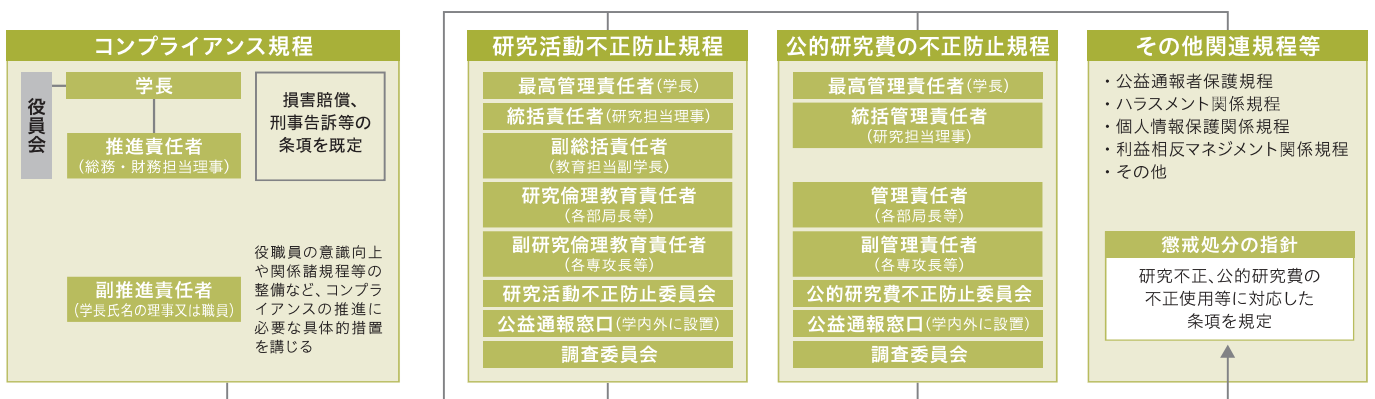 コンプライアンス規程
役員会
学長
推進責任者
（総務・財務担当理事）
副推進責任者
（学長氏名の理事又は職員）
損害賠償、
刑事告訴等の
条項を既定
役職員の意識向上
や関係諸規程等の
整備など、コンプラ
イアンスの推進に
必要な具体的措置
を講じる
研究活動不正防止規程
最高管理責任者（学長）
統括責任者（研究担当理事）
副総括責任者
（教育担当副学長）
研究倫理教育責任者
（各部局長等）
副研究倫理教育責任者
（各専攻長等）
研究活動不正防止委員会
公益通報窓口（学内外に設置）
調査委員会
公的研究費の不正防止規程
最高管理責任者（学長）
統括管理責任者
（研究担当理事）
管理責任者
（各部局長等）
副管理責任者
（各専攻長等）
公的研究費不正防止委員会
公益通報窓口（学内外に設置）
調査委員会
その他関連規程等
・公益通報者保護規程
・ハラスメント関係規程
・個人情報保護関係規程
・利益相反マネジメント関係規程
・その他
懲戒処分の指針
研究不正、公的研究費の
不正使用等に対応した
条項を規定